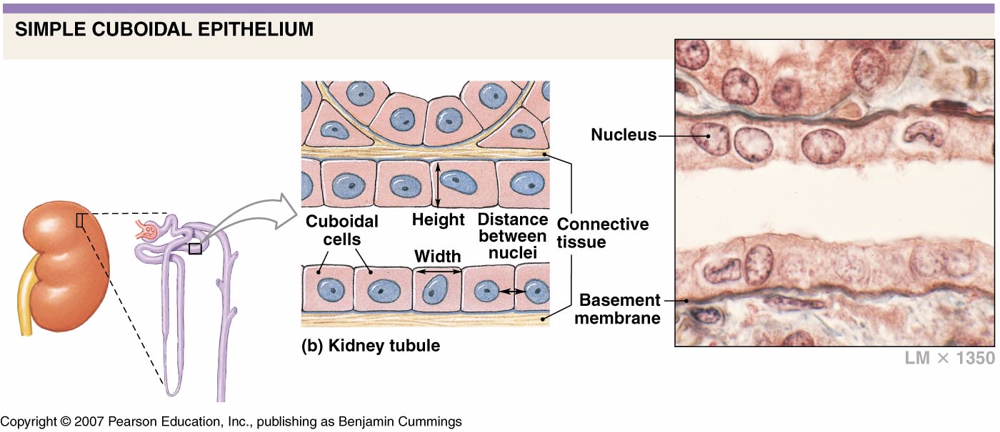 SIMPLE CUBOIDAL EPITHELIUM
Nucleus
Cuboidal
cells
Height
Distance
between
nuclei
Width
Connective
tissue
Basement
membrane
(b) Kidney tubule
LM × 1350
Copyright © 2007 Pearson Education, Inc., publishing as Benjamin Cummings